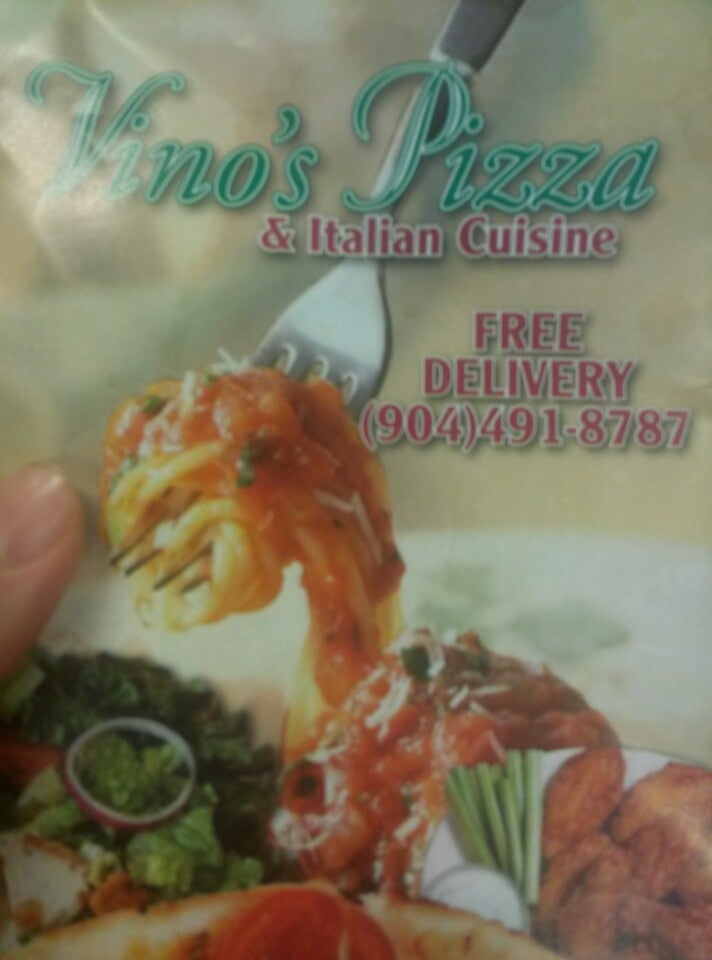 Vino's Pizza
& Italian Cuisine
FREE
DELIVERY
(904)491-8787